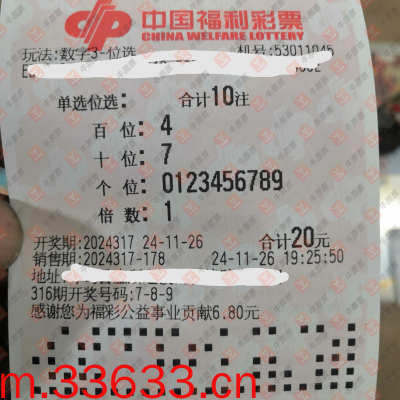 中国福利彩票
CHINA WELFARE LOTTERY
玩法:数字3-位选 机号:53011045
单选位选: 合计10注
百位: 4
十位: 7
个位: 0123456789
倍数: 1
开奖期:2024317 24-11-26 合计20元
销售期:2024317-178 24-11-26 19:25:50
地址:
316期开奖号码:7-8-9
感谢您为福彩公益事业贡献6.80元
m.33633.cn